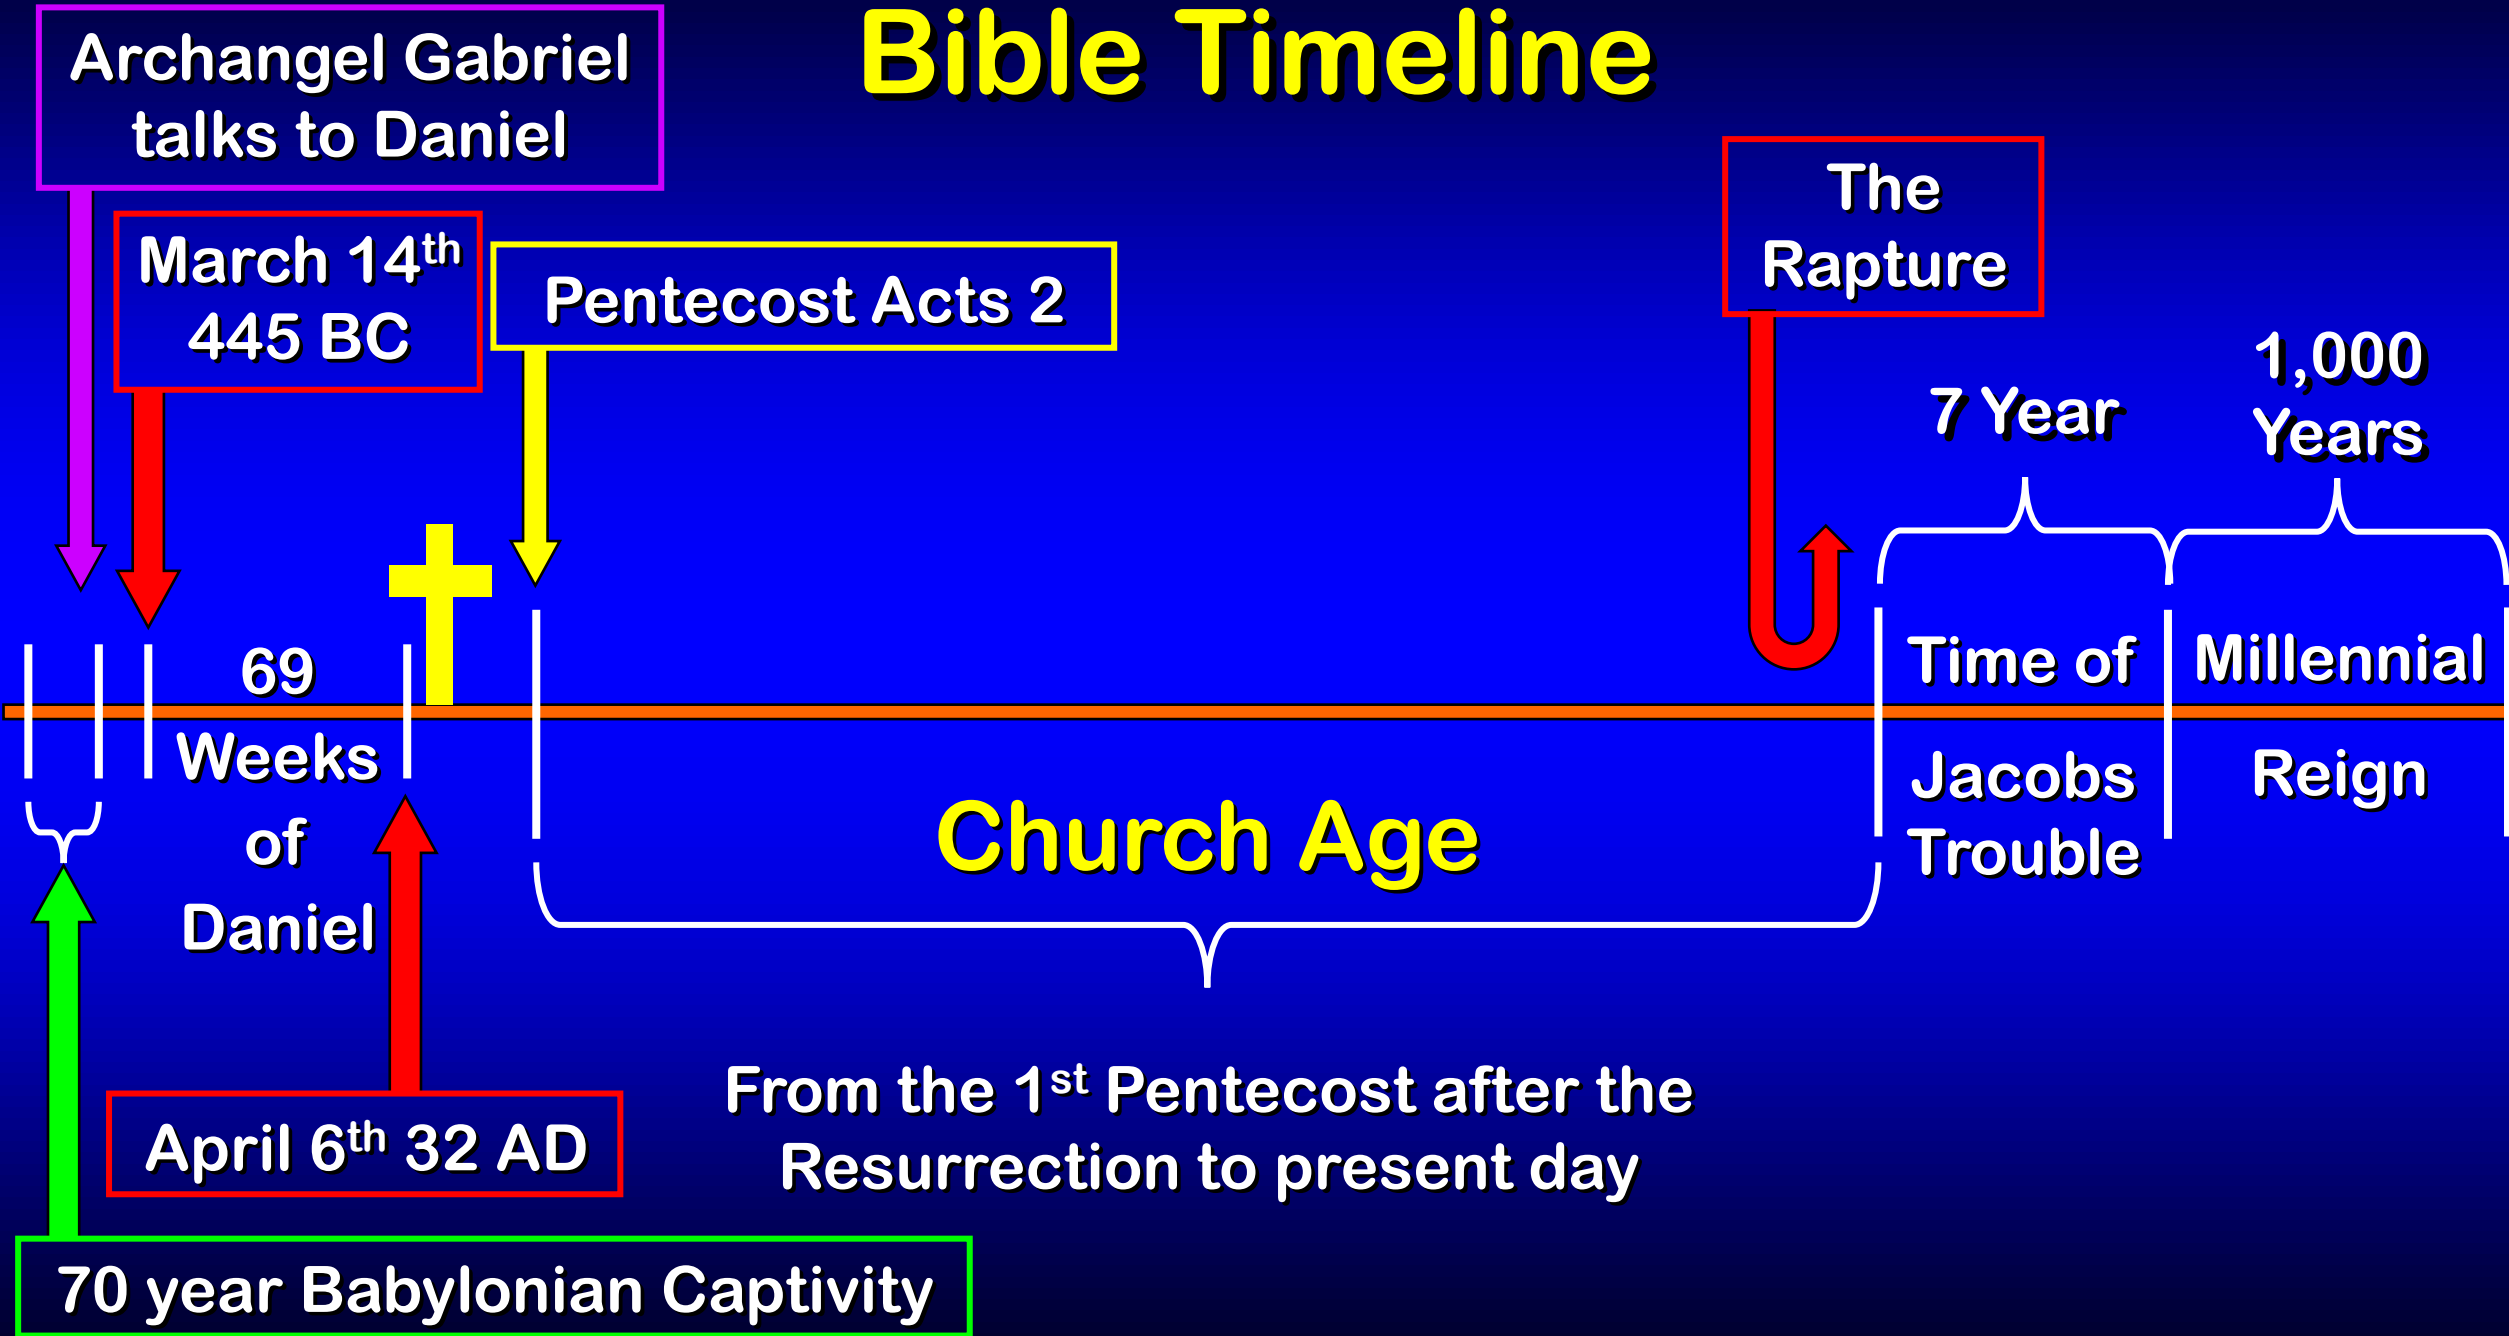 Bible Timeline
Archangel Gabriel
talks to Daniel
March 14th
445 BC
Pentecost Acts 2
The
Rapture
7 Year
1,000
Years
69
Weeks
of
Daniel
Time of
Jacobs
Trouble
Millennial
Reign
Church Age
From the 1st Pentecost after the
Resurrection to present day
April 6th 32 AD
70 year Babylonian Captivity